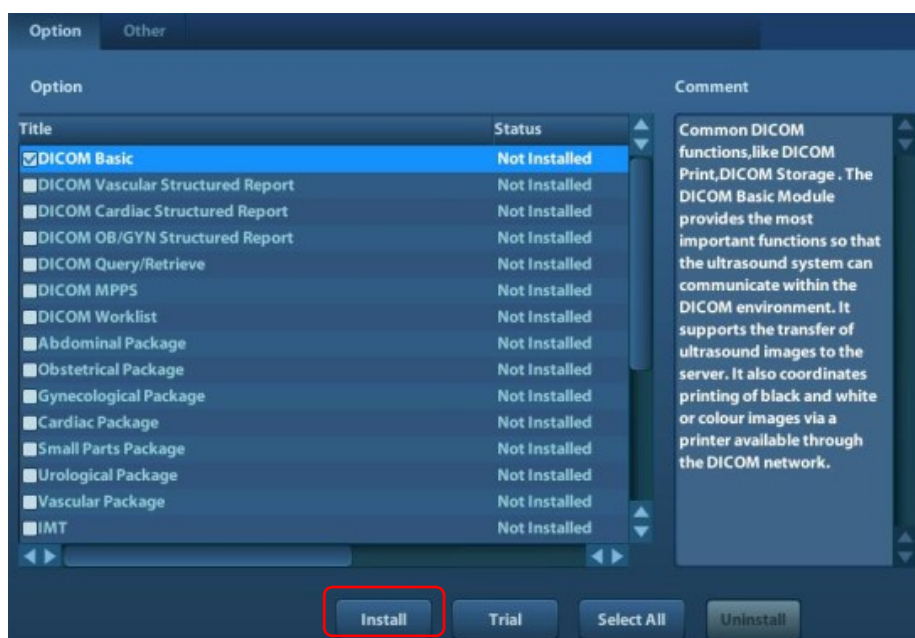 Option Other
Option Comment
Title Status
DICOM Basic Not Installed
DICOM Vascular Structured Report Not Installed
DICOM Cardiac Structured Report Not Installed
DICOM OB/GYN Structured Report Not Installed
DICOM Query/Retrieve Not Installed
DICOM MPPS Not Installed
DICOM Worklist Not Installed
Abdominal Package Not Installed
Obstetrical Package Not Installed
Gynecological Package Not Installed
Cardiac Package Not Installed
Small Parts Package Not Installed
Urological Package Not Installed
Vascular Package Not Installed
IMT Not Installed
Common DICOM
functions,like DICOM
Print,DICOM Storage . The
DICOM Basic Module
provides the most
important functions so that
the ultrasound system can
communicate within the
DICOM environment. It
supports the transfer of
ultrasound images to the
server. It also coordinates
printing of black and white
or colour images via a
printer available through
the DICOM network.
Install Trial Select All Uninstall